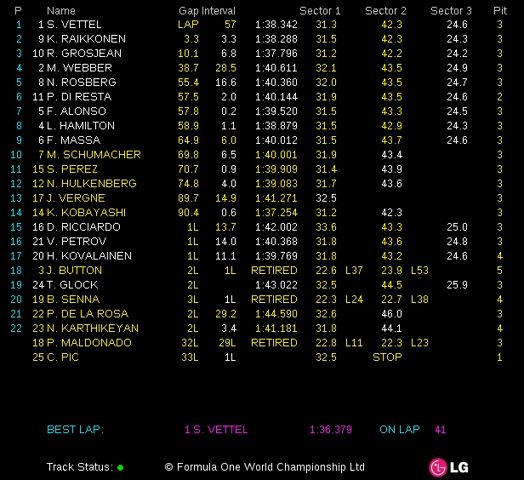 P Name Gap Interval Sector 1 Sector 2 Sector 3 Pit
1 1 S. VETTEL LAP 57 1:38.342 31.3 42.3 24.6 3
2 9 K. RAIKKONEN 3.3 3.3 1:38.288 31.5 42.3 24.5 3
3 10 R. GROSJEAN 10.1 6.8 1:37.796 31.2 42.2 24.2 3
4 2 M. WEBBER 38.7 28.5 1:40.611 32.1 43.5 24.9 3
5 8 N. ROSBERG 55.4 16.6 1:40.360 32.0 43.5 24.7 3
6 11 P. DI RESTA 57.5 2.0 1:40.144 31.9 43.5 24.6 2
7 5 F. ALONSO 57.8 0.2 1:39.520 31.5 43.3 24.5 3
8 4 L. HAMILTON 58.9 1.1 1:38.879 31.5 42.9 24.3 3
9 6 F. MASSA 64.9 6.0 1:40.012 31.5 43.7 24.6 3
10 7 M. SCHUMACHER 69.8 6.5 1:40.001 31.9 43.4 3
11 15 S. PEREZ 70.7 0.9 1:39.909 31.4 43.9 3
12 12 N. HULKENBERG 74.8 4.0 1:39.083 31.7 43.6 3
13 17 J. VERGNE 89.7 14.9 1:41.271 32.5 3
14 14 K. KOBAYASHI 90.4 0.6 1:37.254 31.2 42.3 3
15 16 D. RICCIARDO 1L 13.7 1:42.002 33.6 43.3 25.0 3
16 21 V. PETROV 1L 14.0 1:40.368 31.8 43.6 24.8 3
17 20 H. KOVALAINEN 1L 11.1 1:39.769 31.8 43.2 24.6 4
18 3 J. BUTTON 2L 1L RETIRED 22.6 L37 23.9 L53 5
19 24 T. GLOCK 2L 1:43.022 32.5 44.5 25.9 3
20 19 B. SENNA 3L 1L RETIRED 22.3 L24 22.7 L38 4
21 22 P. DE LA ROSA 2L 29.2 1:44.590 32.6 46.0 3
22 23 N. KARTHIKEYAN 2L 3.4 1:41.181 31.8 44.1 4
18 P. MALDONADO 32L 29L RETIRED 22.8 L11 22.3 L23 3
25 C. PIC 33L 1L 32.5 STOP 1
BEST LAP: 1 S. VETTEL 1:36.379 ON LAP 41
Track Status: © Formula One World Championship Ltd LG